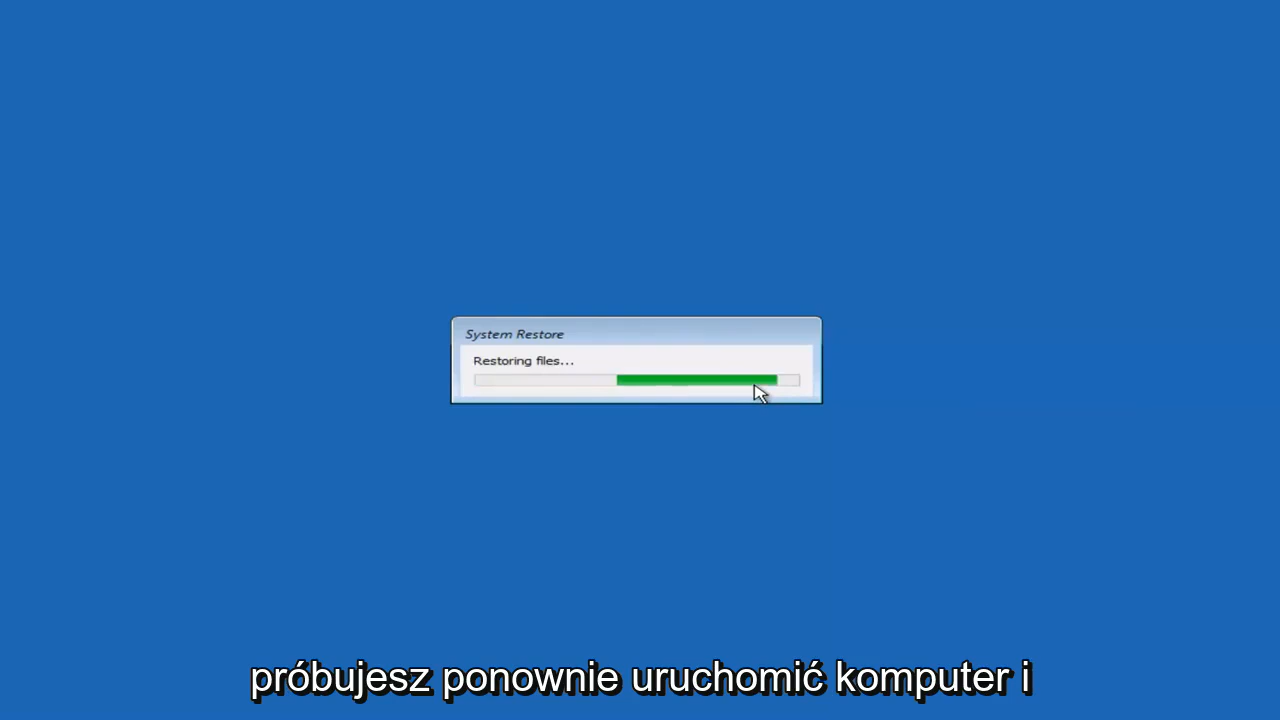 System Restore
Restoring files...
próbujesz ponownie uruchomić komputer i